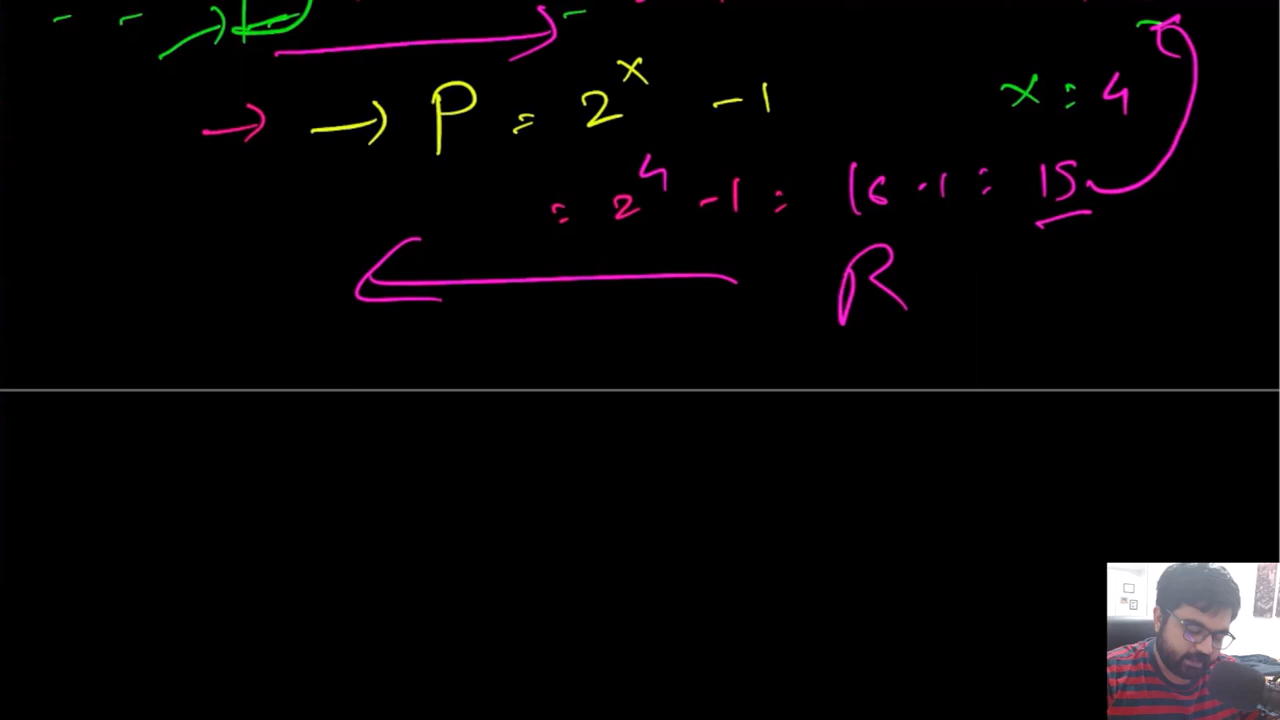 → → P = 2^x - 1 x : 4
= 2^4 - 1 = 16 - 1 = 15
← R